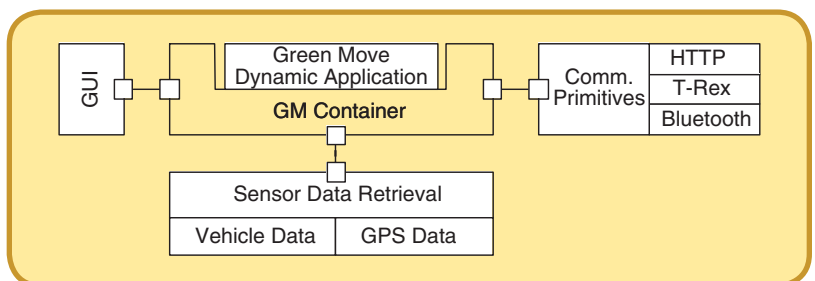 GUI
Green Move
Dynamic Application
GM Container
Comm.
Primitives
HTTP
T-Rex
Bluetooth
Sensor Data Retrieval
Vehicle Data
GPS Data